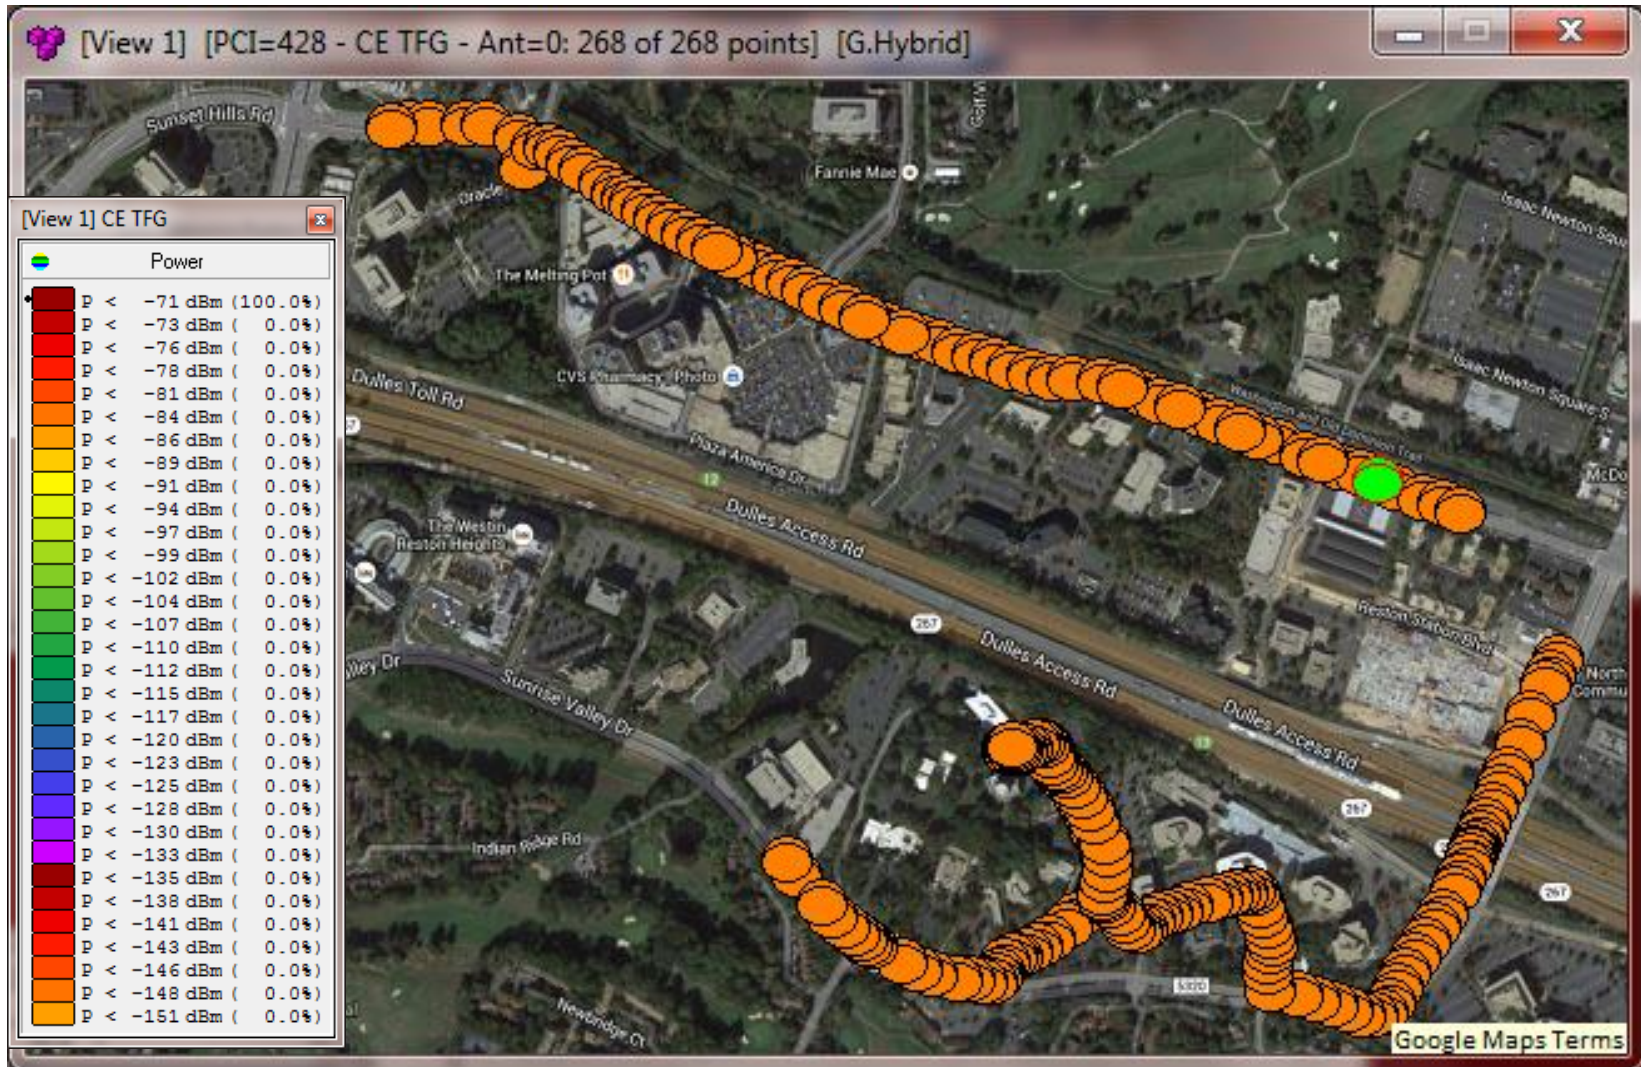 [View 1] [PCI=428 - CE TFG - Ant=0: 268 of 268 points] [G.Hybrid]
Sunset Hills Rd
Golf
Fannie Mae
Oracle
Isaac Newton Squ
The Melting Pot
CVS Pharmacy - Photo
Isaac Newton Square S
Washington and Old Dominion Trail
Dulles Toll Rd
Plaza America Dr
McDo
12
Dulles Access Rd
The Westin
Reston Heights
267
Reston Station Blvd
Dulles Access Rd
North
Commu
lley Dr
Sunrise Valley Dr
Dulles Access Rd
13
267
Indian Ridge Rd
267
5320
Newbridge Ct
Google Maps Terms
[View 1] CE TFG
Power
P < -71 dBm (100.0%)
P < -73 dBm ( 0.0%)
P < -76 dBm ( 0.0%)
P < -78 dBm ( 0.0%)
P < -81 dBm ( 0.0%)
P < -84 dBm ( 0.0%)
P < -86 dBm ( 0.0%)
P < -89 dBm ( 0.0%)
P < -91 dBm ( 0.0%)
P < -94 dBm ( 0.0%)
P < -97 dBm ( 0.0%)
P < -99 dBm ( 0.0%)
P < -102 dBm ( 0.0%)
P < -104 dBm ( 0.0%)
P < -107 dBm ( 0.0%)
P < -110 dBm ( 0.0%)
P < -112 dBm ( 0.0%)
P < -115 dBm ( 0.0%)
P < -117 dBm ( 0.0%)
P < -120 dBm ( 0.0%)
P < -123 dBm ( 0.0%)
P < -125 dBm ( 0.0%)
P < -128 dBm ( 0.0%)
P < -130 dBm ( 0.0%)
P < -133 dBm ( 0.0%)
P < -135 dBm ( 0.0%)
P < -138 dBm ( 0.0%)
P < -141 dBm ( 0.0%)
P < -143 dBm ( 0.0%)
P < -146 dBm ( 0.0%)
P < -148 dBm ( 0.0%)
P < -151 dBm ( 0.0%)